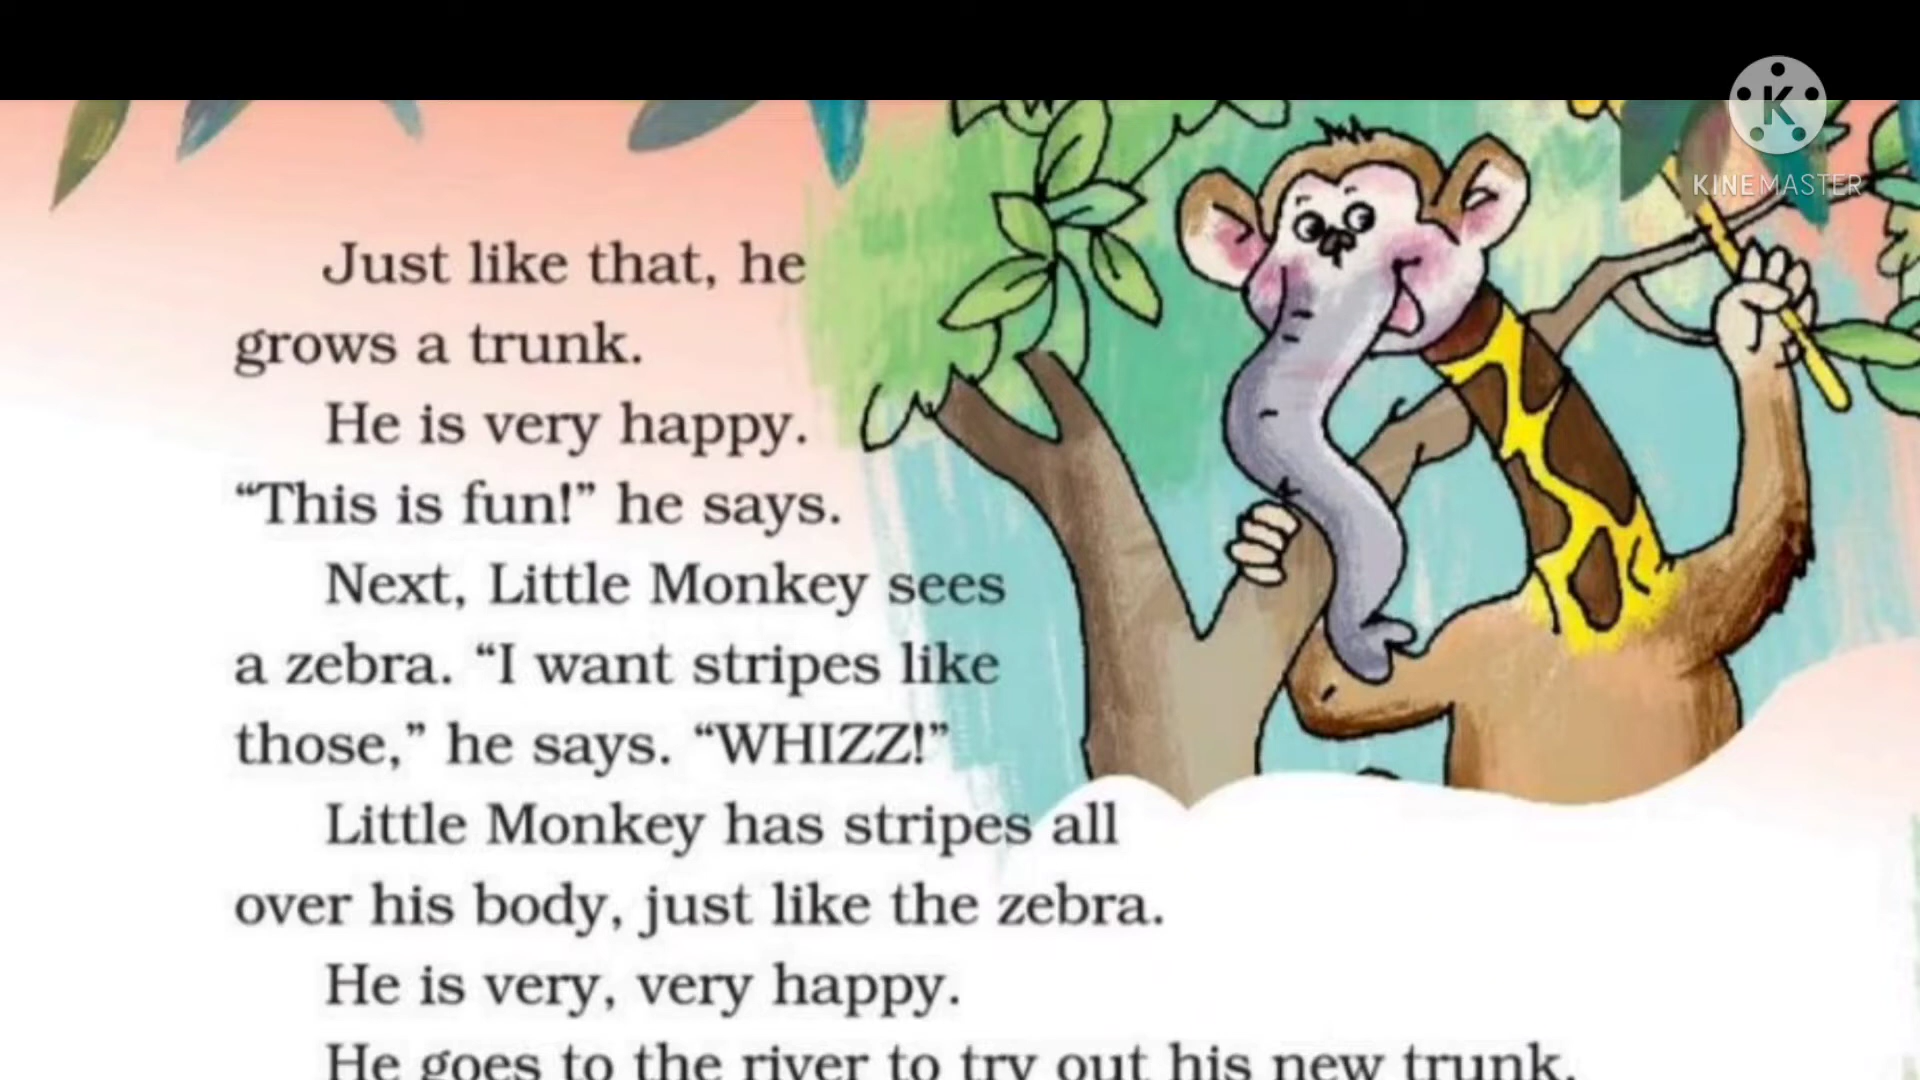 KINEMASTER
Just like that, he
grows a trunk.
He is very happy.
“This is fun!” he says.
Next, Little Monkey sees
a zebra. “I want stripes like
those,” he says. “WHIZZ!”
Little Monkey has stripes all
over his body, just like the zebra.
He is very, very happy.
He goes to the river to try out his new trunk.